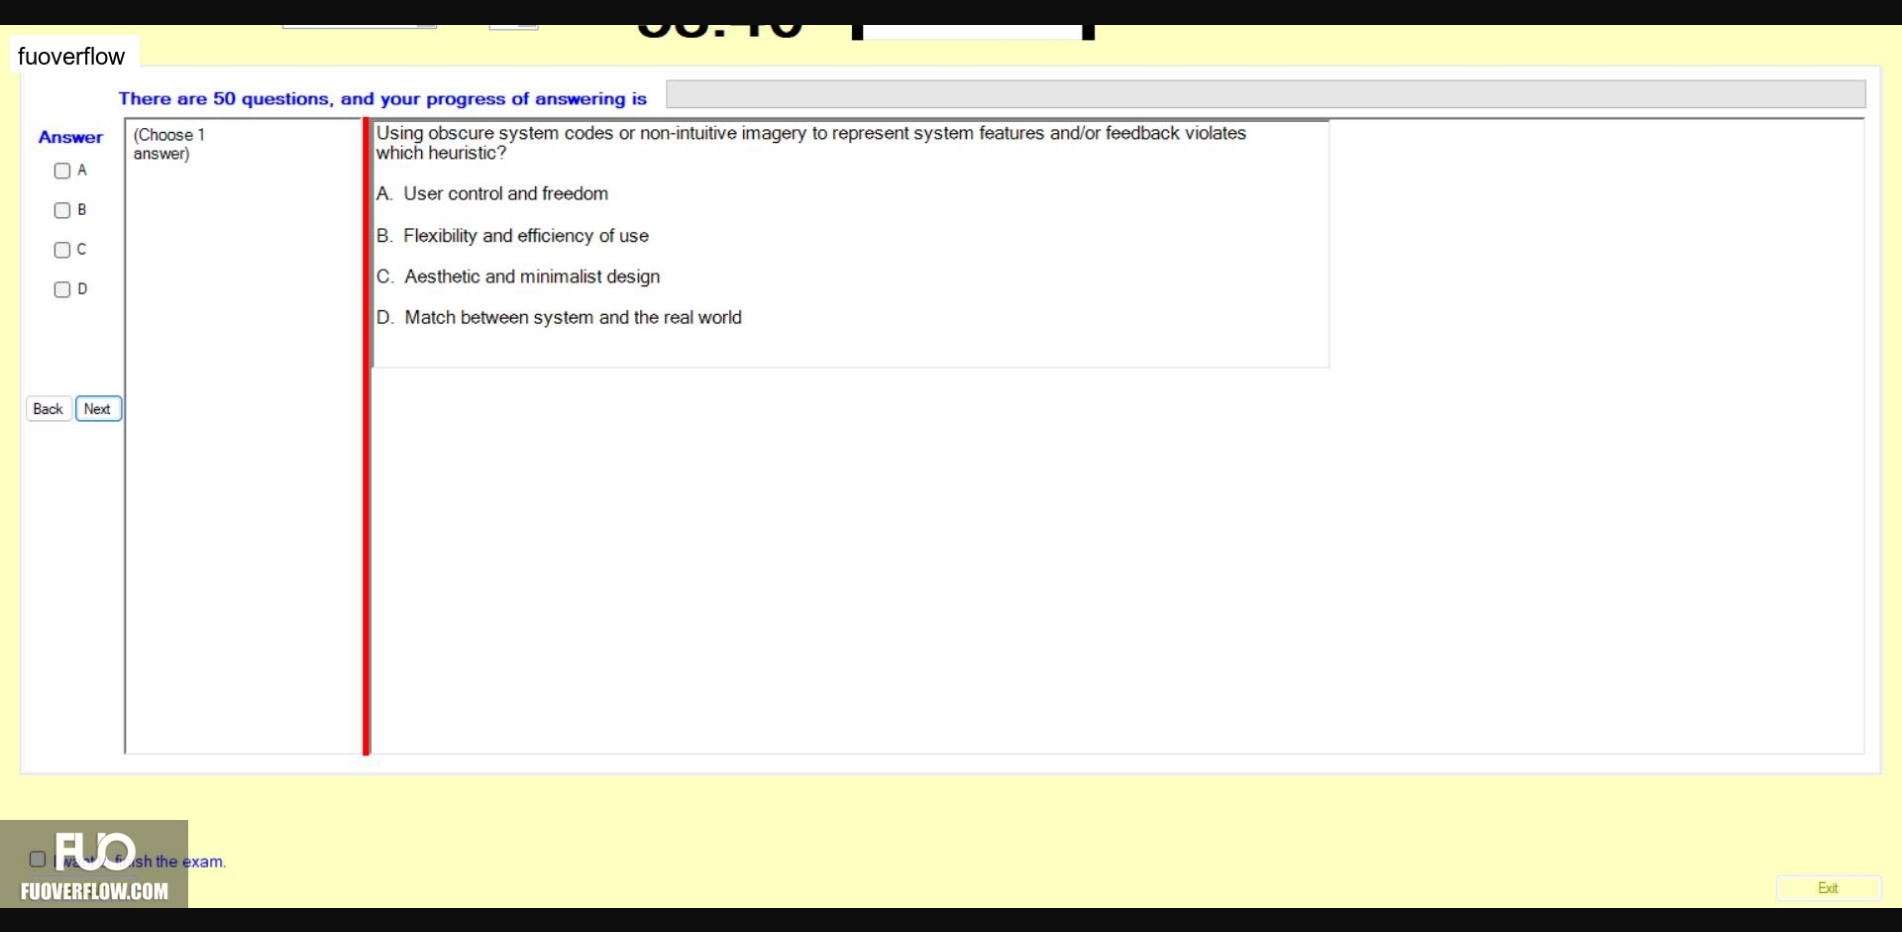 fuoverflow
There are 50 questions, and your progress of answering is
Answer
A
B
C
D
(Choose 1
answer)
Using obscure system codes or non-intuitive imagery to represent system features and/or feedback violates
which heuristic?
A. User control and freedom
B. Flexibility and efficiency of use
C. Aesthetic and minimalist design
D. Match between system and the real world
Back Next
FUO
the exam.
FUOVERFLOW.COM
Exit